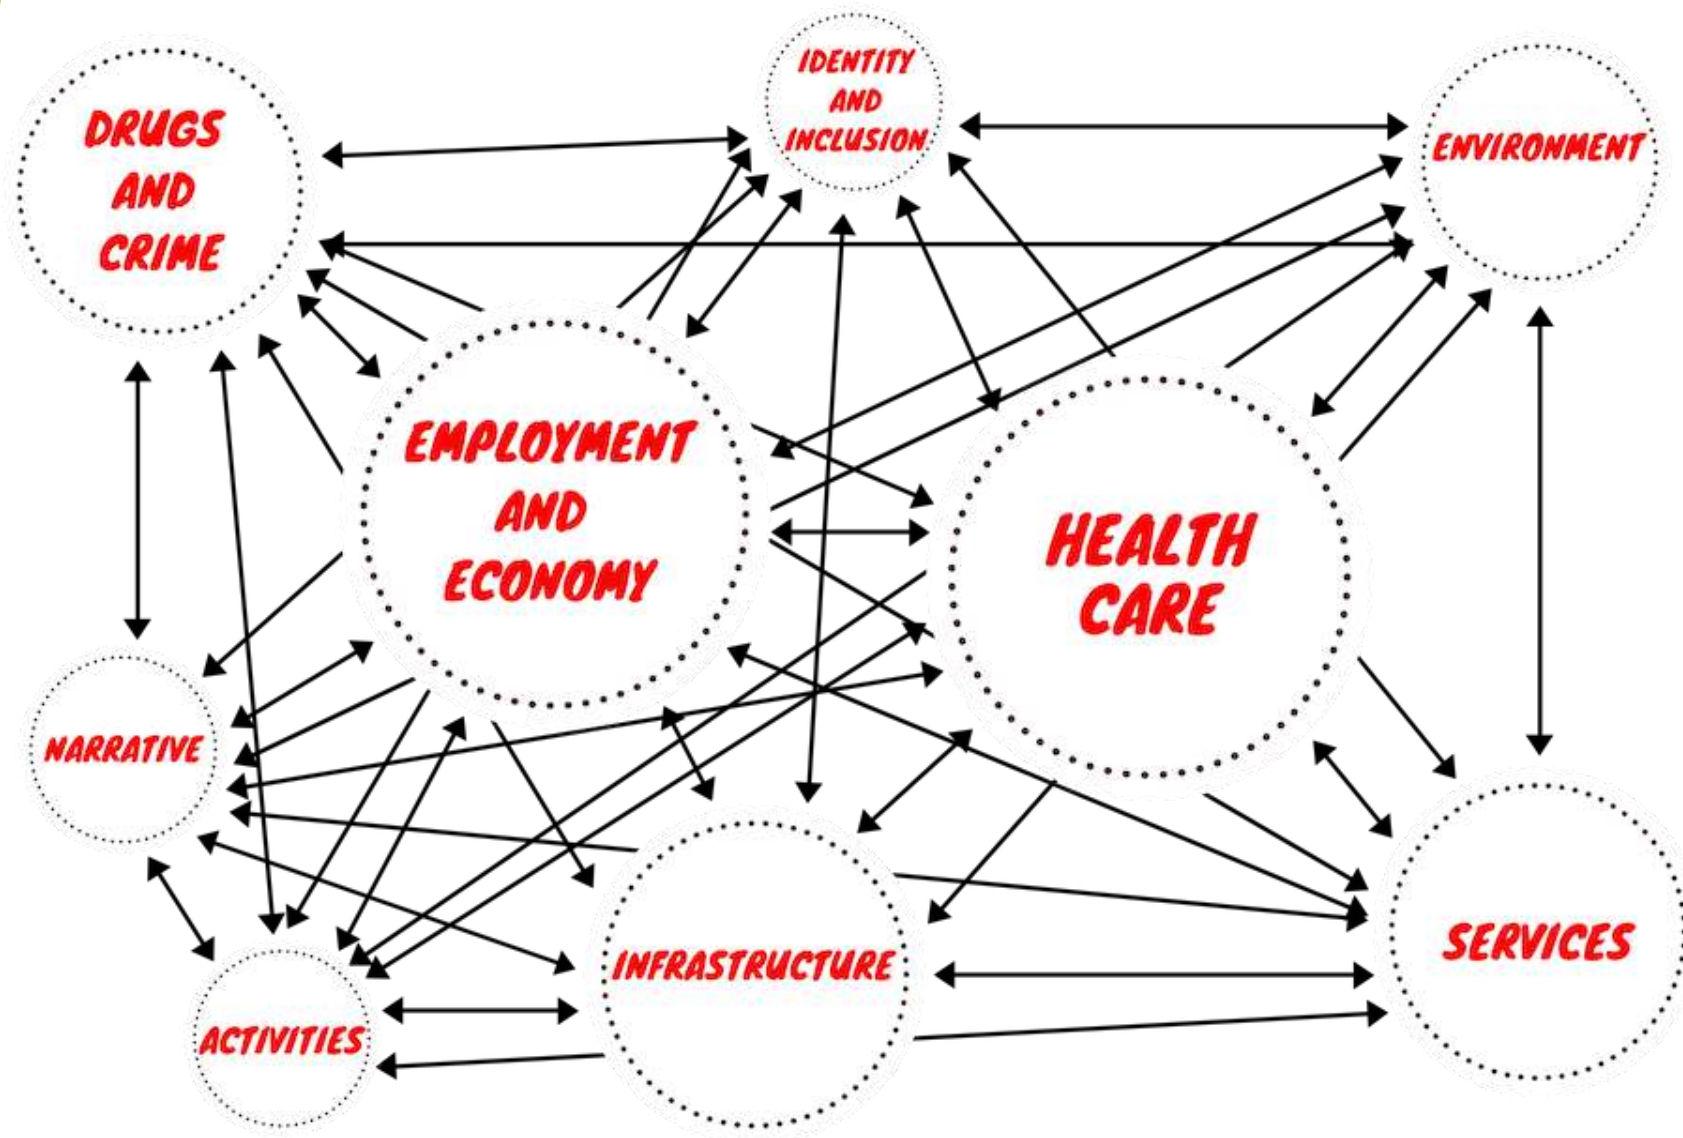 DRUGS
AND
CRIME
IDENTITY
AND
INCLUSION
ENVIRONMENT
EMPLOYMENT
AND
ECONOMY
HEALTH
CARE
NARRATIVE
INFRASTRUCTURE
SERVICES
ACTIVITIES